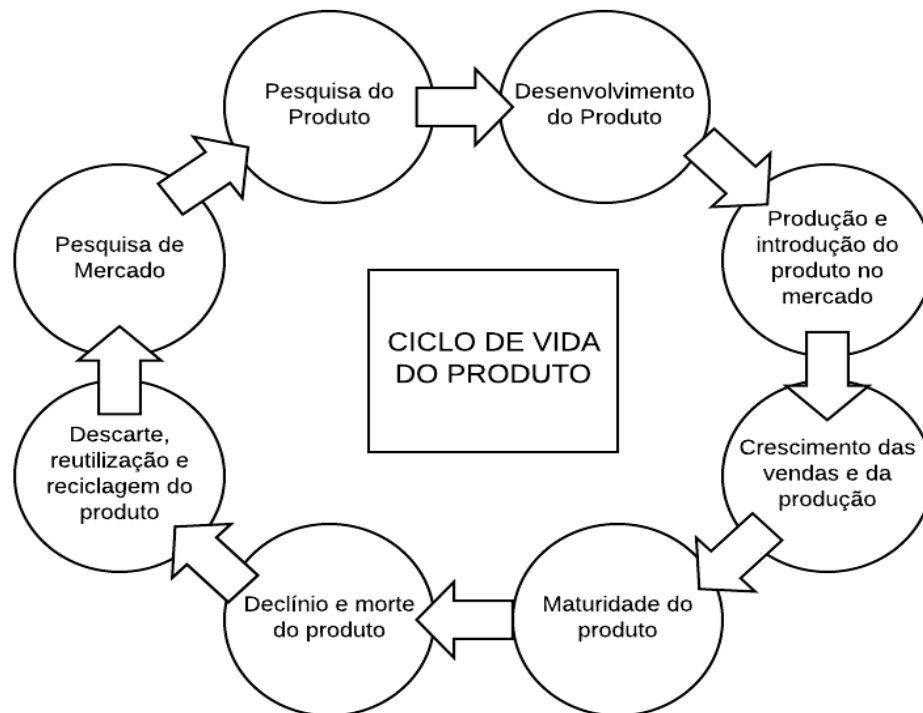 Pesquisa do
Produto
Desenvolvimento
do Produto
Produção e
introdução do
produto no
mercado
Crescimento das
vendas e da
produção
Maturidade do
produto
Declínio e morte
do produto
Descarte,
reutilização e
reciclagem do
produto
Pesquisa de
Mercado
CICLO DE VIDA
DO PRODUTO